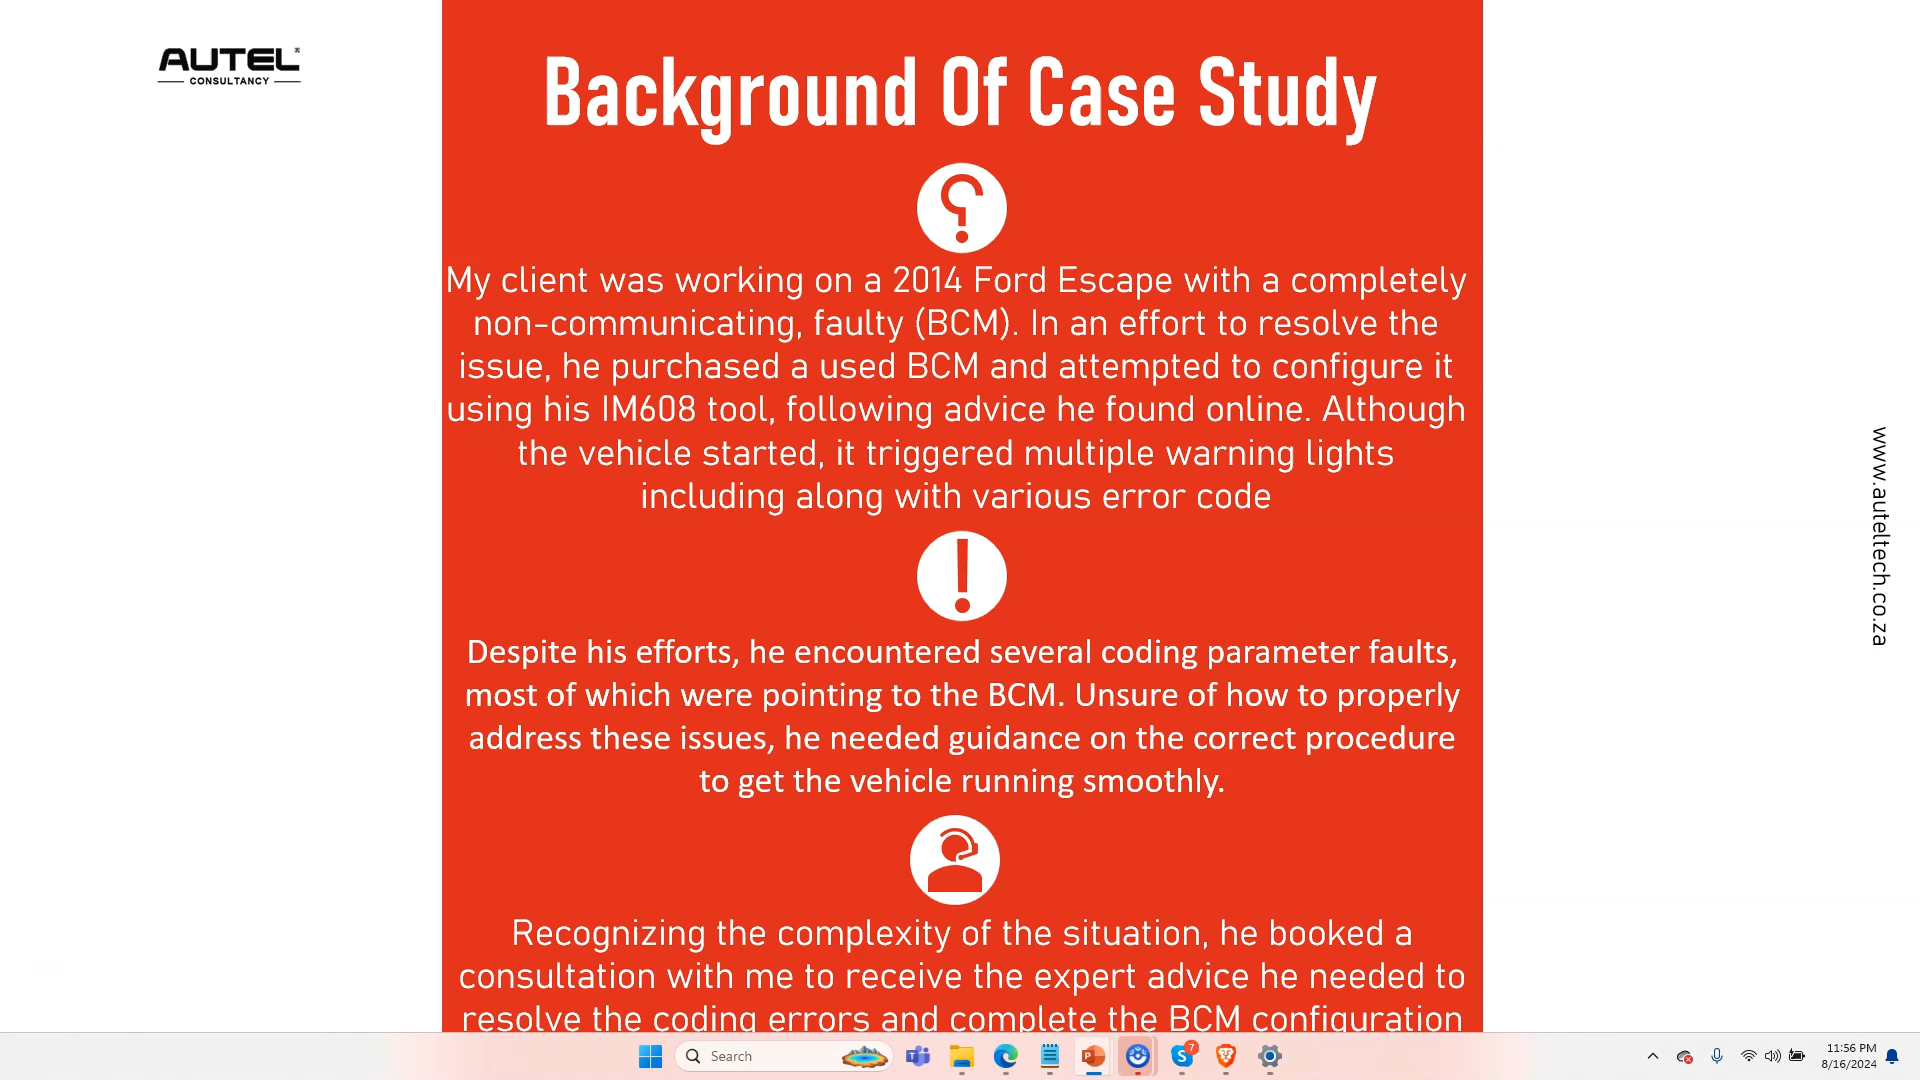 AUTEL®
CONSULTANCY
Background Of Case Study
My client was working on a 2014 Ford Escape with a completely
non-communicating, faulty (BCM). In an effort to resolve the
issue, he purchased a used BCM and attempted to configure it
using his IM608 tool, following advice he found online. Although
the vehicle started, it triggered multiple warning lights
including along with various error code
!
Despite his efforts, he encountered several coding parameter faults,
most of which were pointing to the BCM. Unsure of how to properly
address these issues, he needed guidance on the correct procedure
to get the vehicle running smoothly.
Recognizing the complexity of the situation, he booked a
consultation with me to receive the expert advice he needed to
resolve the coding errors and complete the BCM configuration
www.auteltech.co.za
Search
7
11:56 PM
8/16/2024